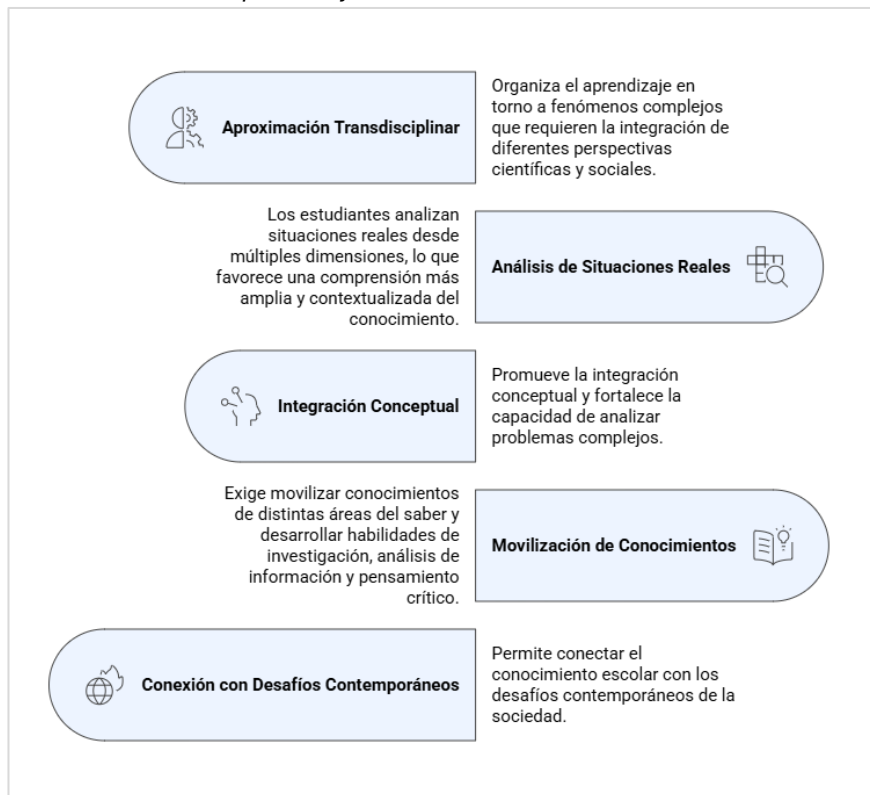 Aproximación Transdisciplinar
Organiza el aprendizaje en
torno a fenómenos complejos
que requieren la integración de
diferentes perspectivas
científicas y sociales.
Los estudiantes analizan
situaciones reales desde
múltiples dimensiones, lo que
favorece una comprensión más
amplia y contextualizada del
conocimiento.
Análisis de Situaciones Reales
Integración Conceptual
Promueve la integración
conceptual y fortalece la
capacidad de analizar
problemas complejos.
Exige movilizar conocimientos
de distintas áreas del saber y
desarrollar habilidades de
investigación, análisis de
información y pensamiento
crítico.
Movilización de Conocimientos
Conexión con Desafíos Contemporáneos
Permite conectar el
conocimiento escolar con los
desafíos contemporáneos de la
sociedad.